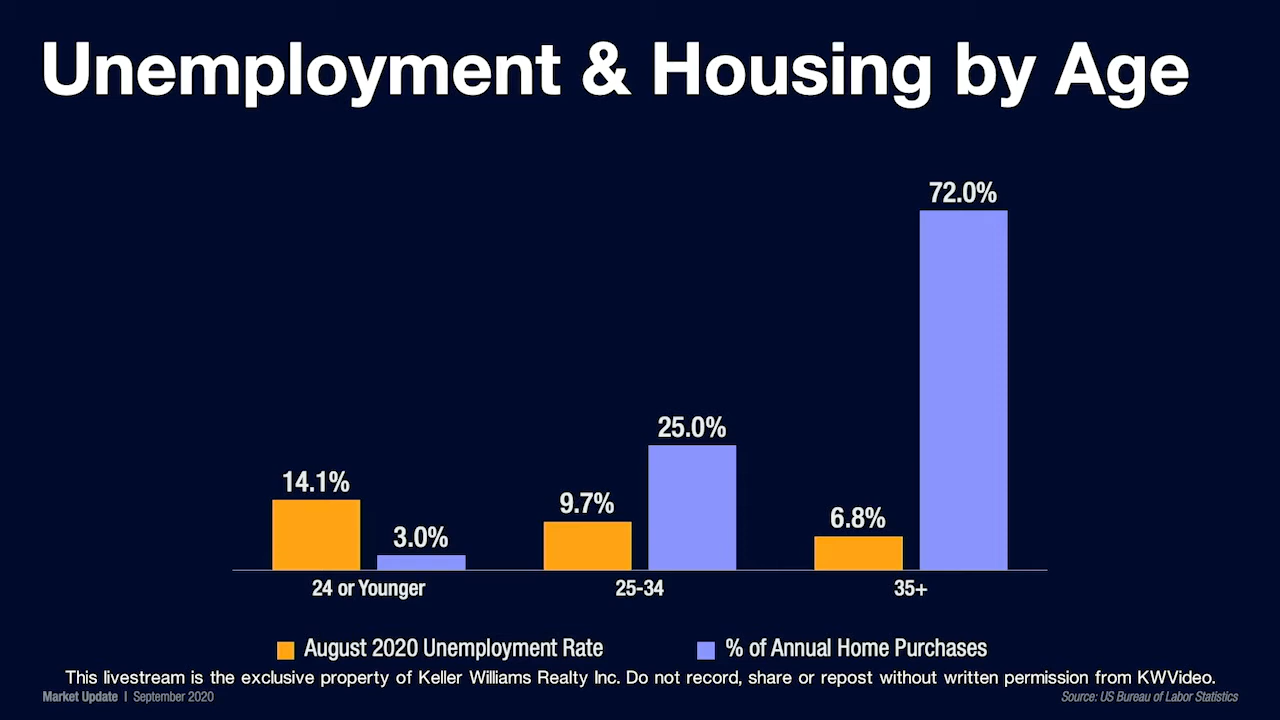 Unemployment & Housing by Age
72.0%
25.0%
14.1%
9.7%
6.8%
3.0%
24 or Younger
25-34
35+
August 2020 Unemployment Rate
% of Annual Home Purchases
This livestream is the exclusive property of Keller Williams Realty Inc. Do not record, share or repost without written permission from KWVideo.
Market Update | September 2020
Source: US Bureau of Labor Statistics